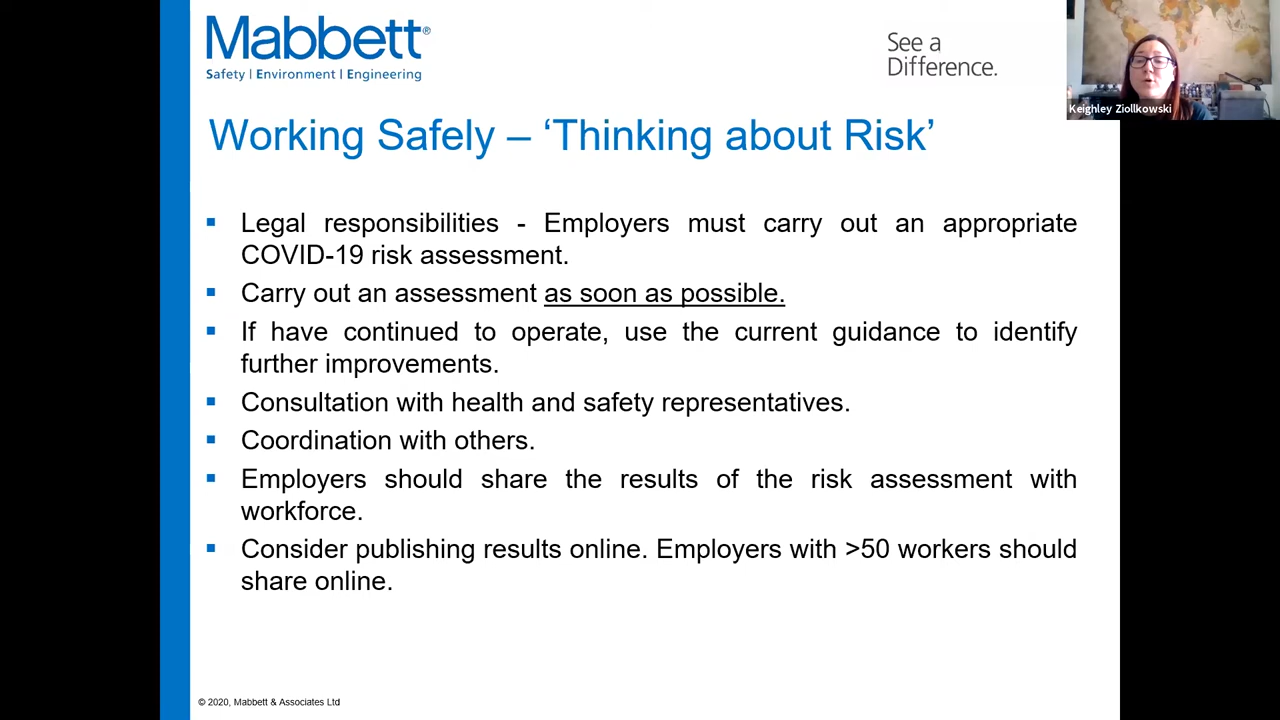 Mabbett®
Safety | Environment | Engineering
See a
Difference.
Keighley Ziollkowski
Working Safely – ‘Thinking about Risk’
Legal responsibilities - Employers must carry out an appropriate
COVID-19 risk assessment.
Carry out an assessment as soon as possible.
If have continued to operate, use the current guidance to identify
further improvements.
Consultation with health and safety representatives.
Coordination with others.
Employers should share the results of the risk assessment with
workforce.
Consider publishing results online. Employers with >50 workers should
share online.
© 2020, Mabbett & Associates Ltd